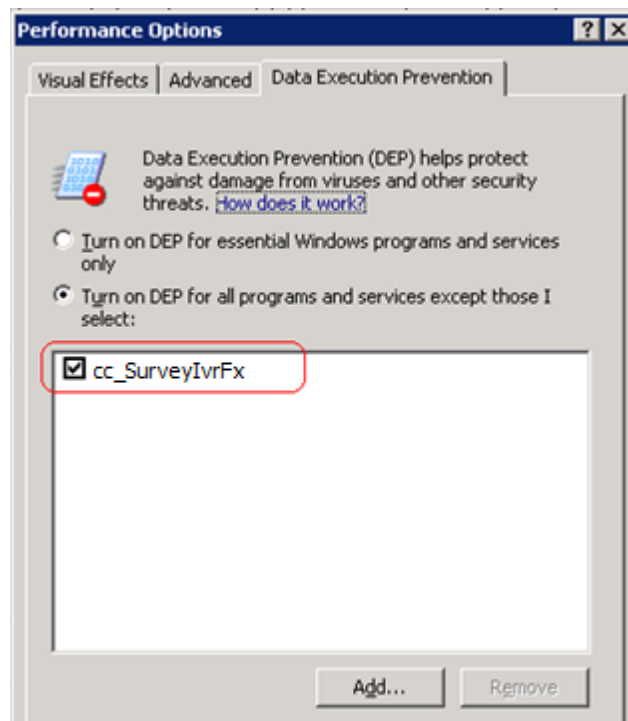 Performance Options
Visual Effects
Advanced
Data Execution Prevention
Data Execution Prevention (DEP) helps protect
against damage from viruses and other security
threats. How does it work?
Turn on DEP for essential Windows programs and services
only
Turn on DEP for all programs and services except those I
select:
cc_SurveyIvrFx
Add...
Remove